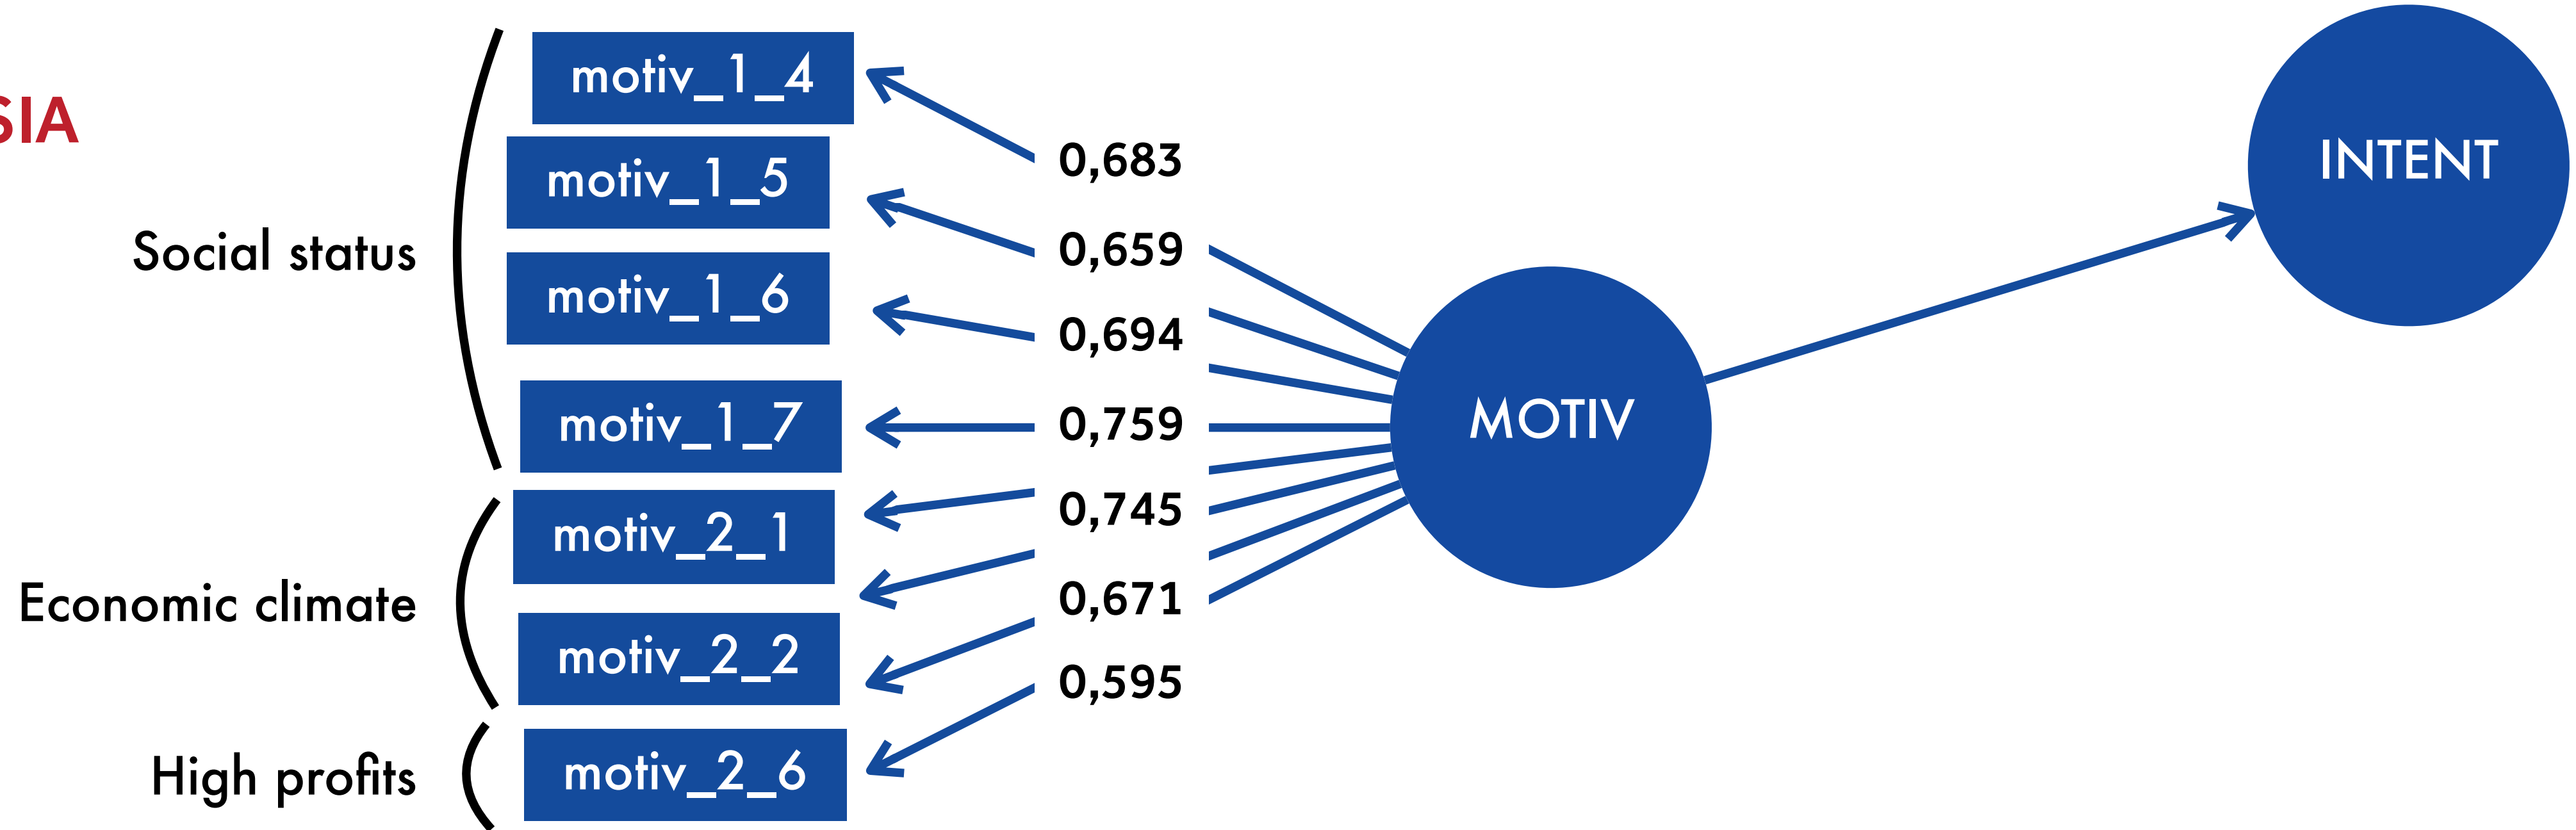 SIA
Social status
Economic climate
High profits
motiv_1_4
motiv_1_5
motiv_1_6
motiv_1_7
motiv_2_1
motiv_2_2
motiv_2_6
0,683
0,659
0,694
0,759
0,745
0,671
0,595
MOTIV
INTENT